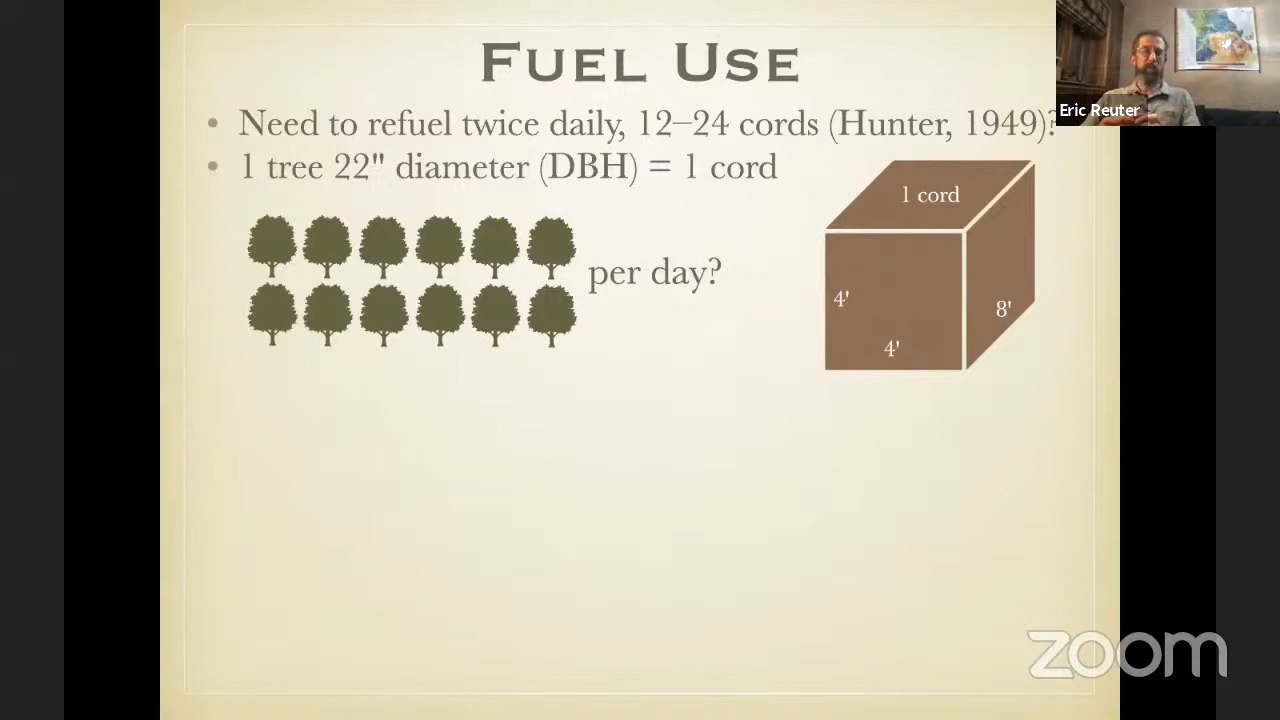 FUEL USE
• Need to refuel twice daily, 12–24 cords (Hunter, 1949)?
• 1 tree 22" diameter (DBH) = 1 cord
per day?
1 cord
4'
8'
4'
Eric Reuter
zoom